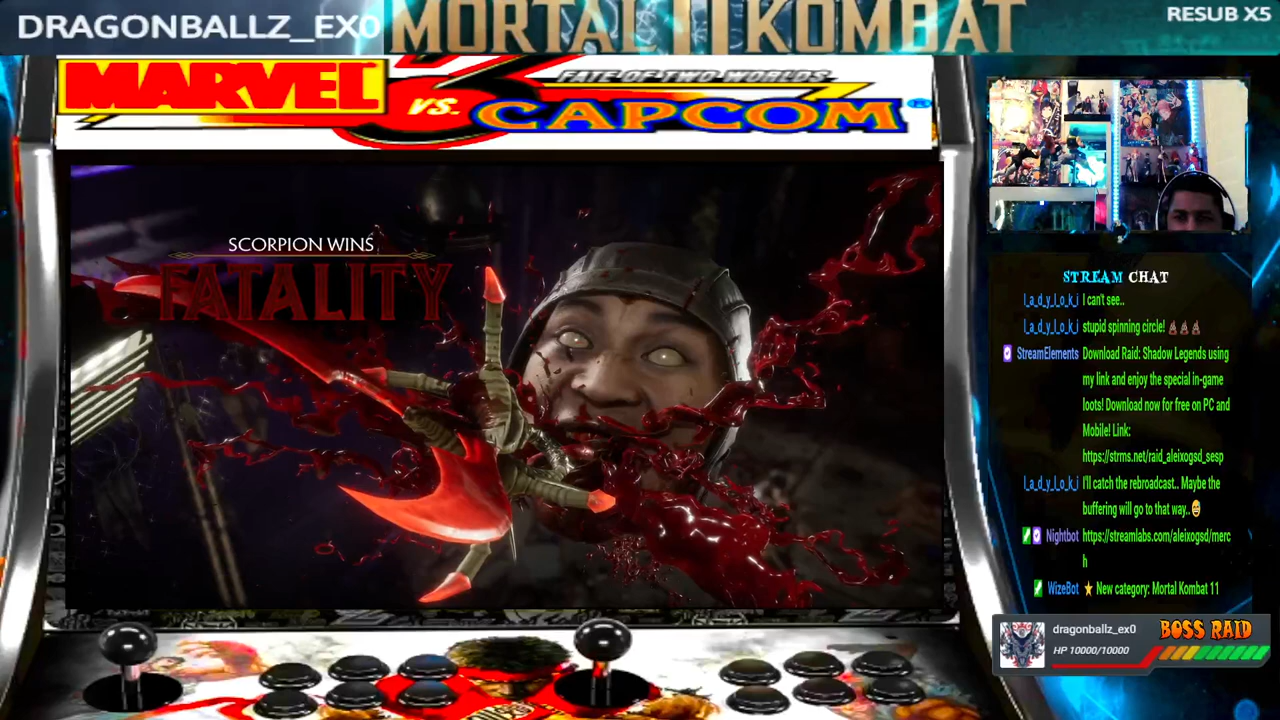 DRAGONBALLZ_EX0
MORTAL KOMBAT
RESUB X5
MARVEL
VS.
3
FATE OF TWO WORLDS
CAPCOM®
SCORPION WINS
FATALITY
STREAM CHAT
l_a_d_y_l_o_k_i I can't see..
l_a_d_y_l_o_k_i stupid spinning circle!
StreamElements Download Raid: Shadow Legends using
my link and enjoy the special in-game
loots! Download now for free on PC and
Mobile! Link:
https://strms.net/raid_aleixogsd_sesp
l_a_d_y_l_o_k_i I'll catch the rebroadcast.. Maybe the
buffering will go to that way..
Nightbot https://streamlabs.com/aleixogsd/merc
h
WizeBot ⭐ New category: Mortal Kombat 11
dragonballz_ex0
BOSS RAID
HP 10000/10000